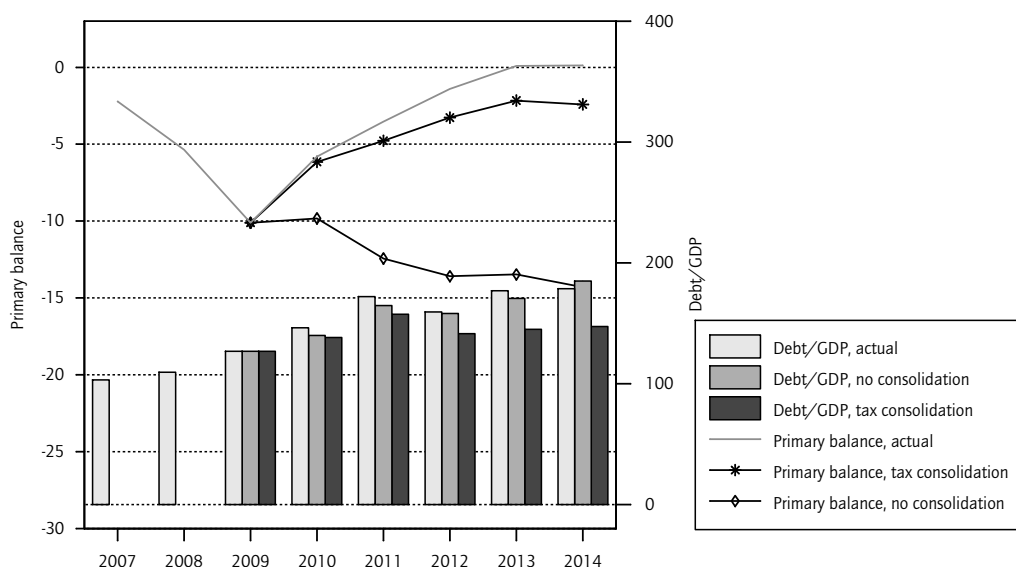 Primary balance
0
-5
-10
-15
-20
-25
-30
2007 2008 2009 2010 2011 2012 2013 2014
400
300
200
100
0
Debt/GDP
Debt/GDP, actual
Debt/GDP, no consolidation
Debt/GDP, tax consolidation
Primary balance, actual
Primary balance, tax consolidation
Primary balance, no consolidation